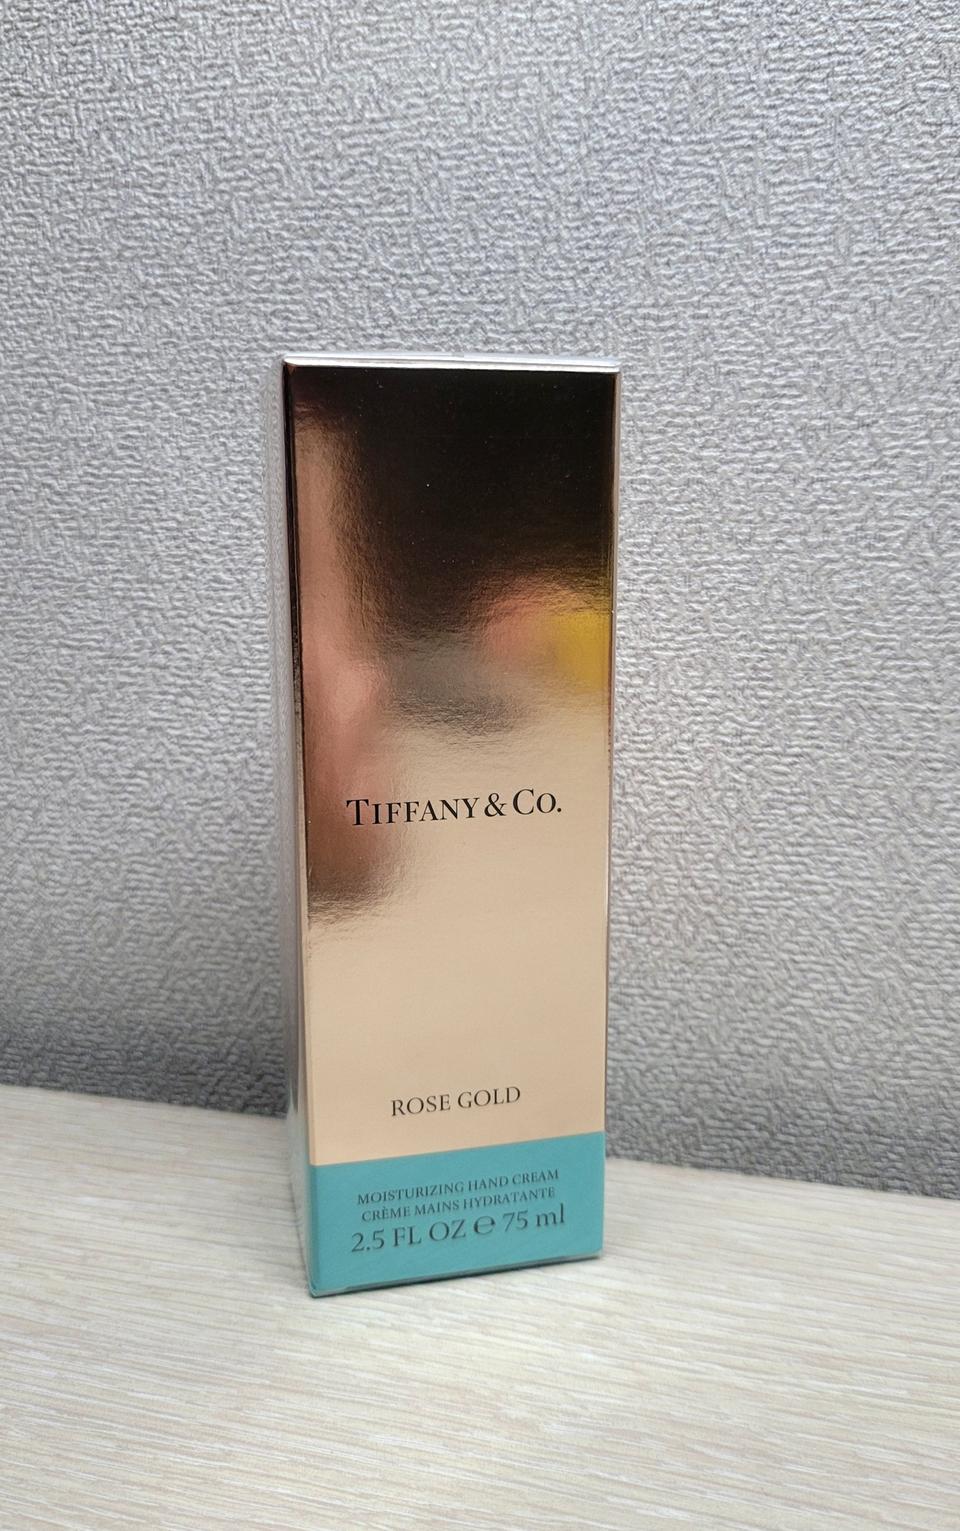 TIFFANY & CO.
ROSE GOLD
MOISTURIZING HAND CREAM
CRÈME MAINS HYDRATANTE
2.5 FL OZ ℮ 75 ml